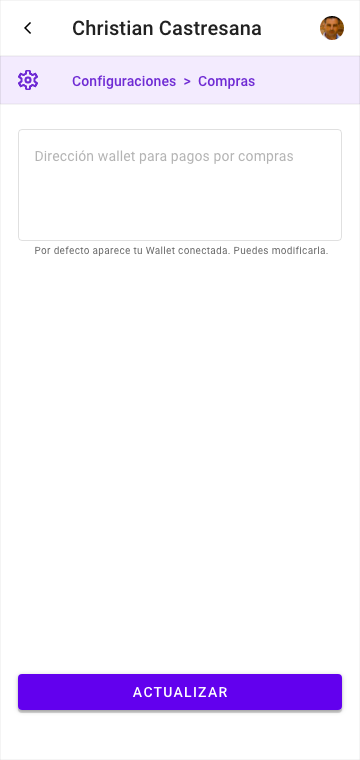 Christian Castresana
Configuraciones > Compras
Dirección wallet para pagos por compras
Por defecto aparece tu Wallet conectada. Puedes modificarla.
ACTUALIZAR